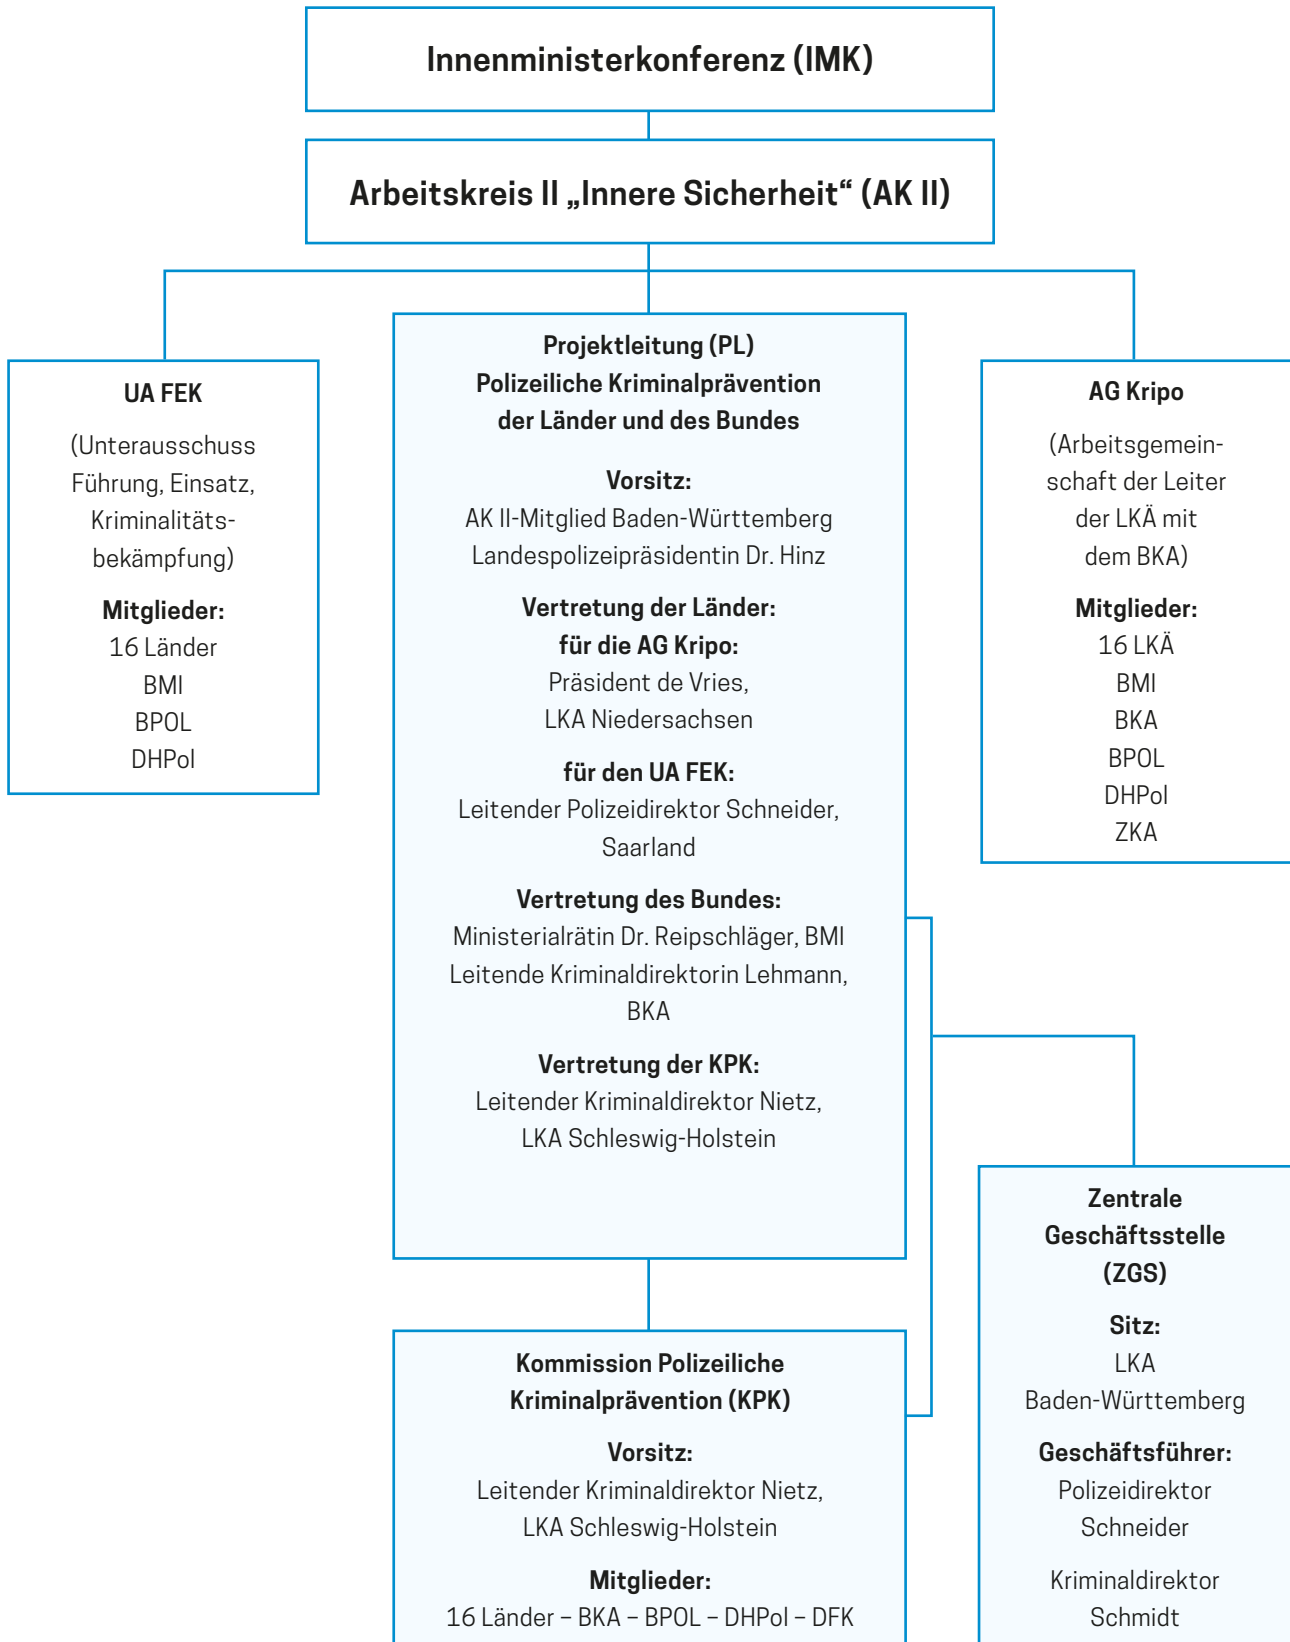 Innenministerkonferenz (IMK)
Arbeitskreis II „Innere Sicherheit“ (AK II)
UA FEK
(Unterausschuss
Führung, Einsatz,
Kriminalitäts-
bekämpfung)
Mitglieder:
16 Länder
BMI
BPOL
DHPol
Projektleitung (PL)
Polizeiliche Kriminalprävention
der Länder und des Bundes
Vorsitz:
AK II-Mitglied Baden-Württemberg
Landespolizeipräsidentin Dr. Hinz
Vertretung der Länder:
für die AG Kripo:
Präsident de Vries,
LKA Niedersachsen
für den UA FEK:
Leitender Polizeidirektor Schneider,
Saarland
Vertretung des Bundes:
Ministerialrätin Dr. Reipschläger, BMI
Leitende Kriminaldirektorin Lehmann,
BKA
Vertretung der KPK:
Leitender Kriminaldirektor Nietz,
LKA Schleswig-Holstein
AG Kripo
(Arbeitsgemein-
schaft der Leiter
der LKÄ mit
dem BKA)
Mitglieder:
16 LKÄ
BMI
BKA
BPOL
DHPol
ZKA
Kommission Polizeiliche
Kriminalprävention (KPK)
Vorsitz:
Leitender Kriminaldirektor Nietz,
LKA Schleswig-Holstein
Mitglieder:
16 Länder – BKA – BPOL – DHPol – DFK
Zentrale
Geschäftsstelle
(ZGS)
Sitz:
LKA
Baden-Württemberg
Geschäftsführer:
Polizeidirektor
Schneider
Kriminaldirektor
Schmidt